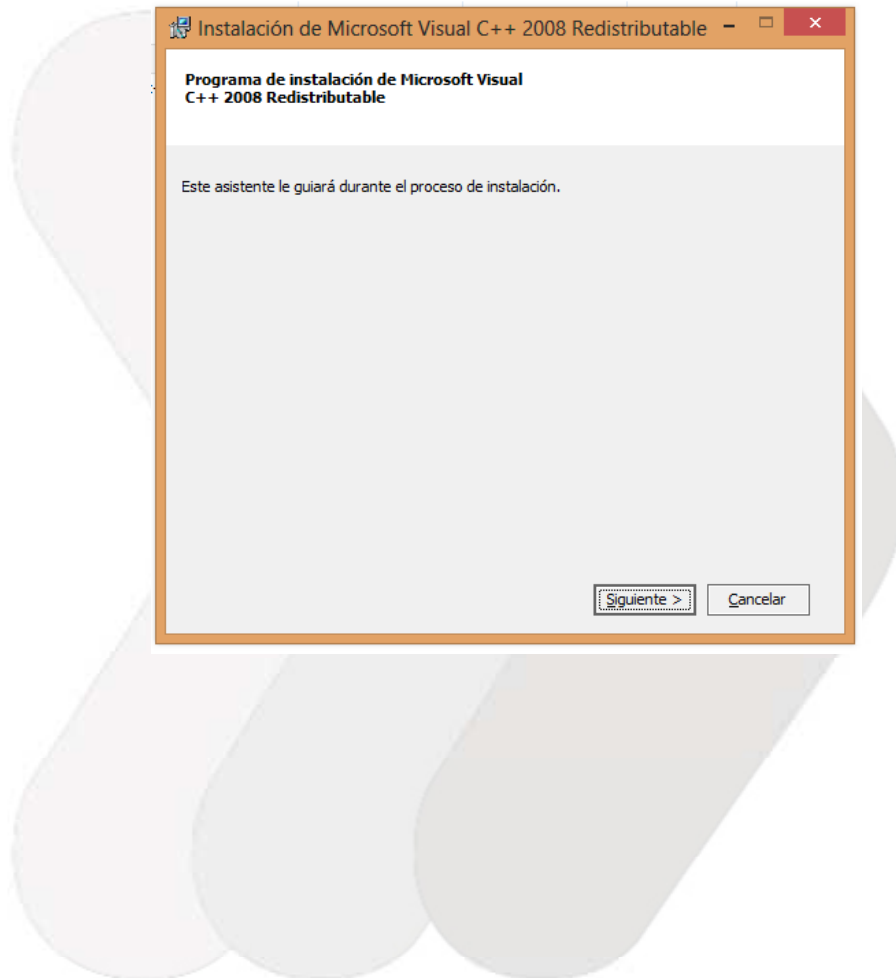 Instalación de Microsoft Visual C++ 2008 Redistributable
Programa de instalación de Microsoft Visual
C++ 2008 Redistributable
Este asistente le guiará durante el proceso de instalación.
Siguiente >
Cancelar